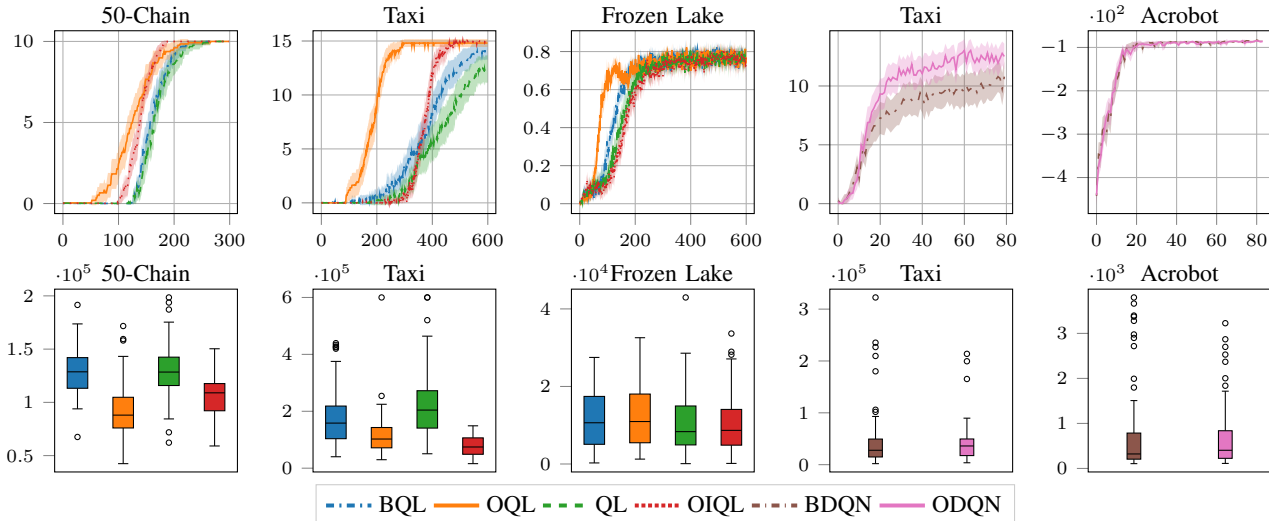 50-Chain Taxi Frozen Lake Taxi Acrobot
10 15 0.8 10 ·10² −1
5 10 0.6 5 −2
0 5 0.4 0 −4
0 0.2
0
0 100 200 300 0 200 400 600 0 200 400 600 0 20 40 60 80 0 20 40 60 80
·10⁵ 50-Chain ·10⁵ Taxi ·10⁴ Frozen Lake ·10⁵ Taxi ·10³ Acrobot
2 6 4 3 3
1.5 4 2 2 2
1 2 0 1 1
0.5 0 0 0
BQL OQL QL OIQL BDQN ODQN